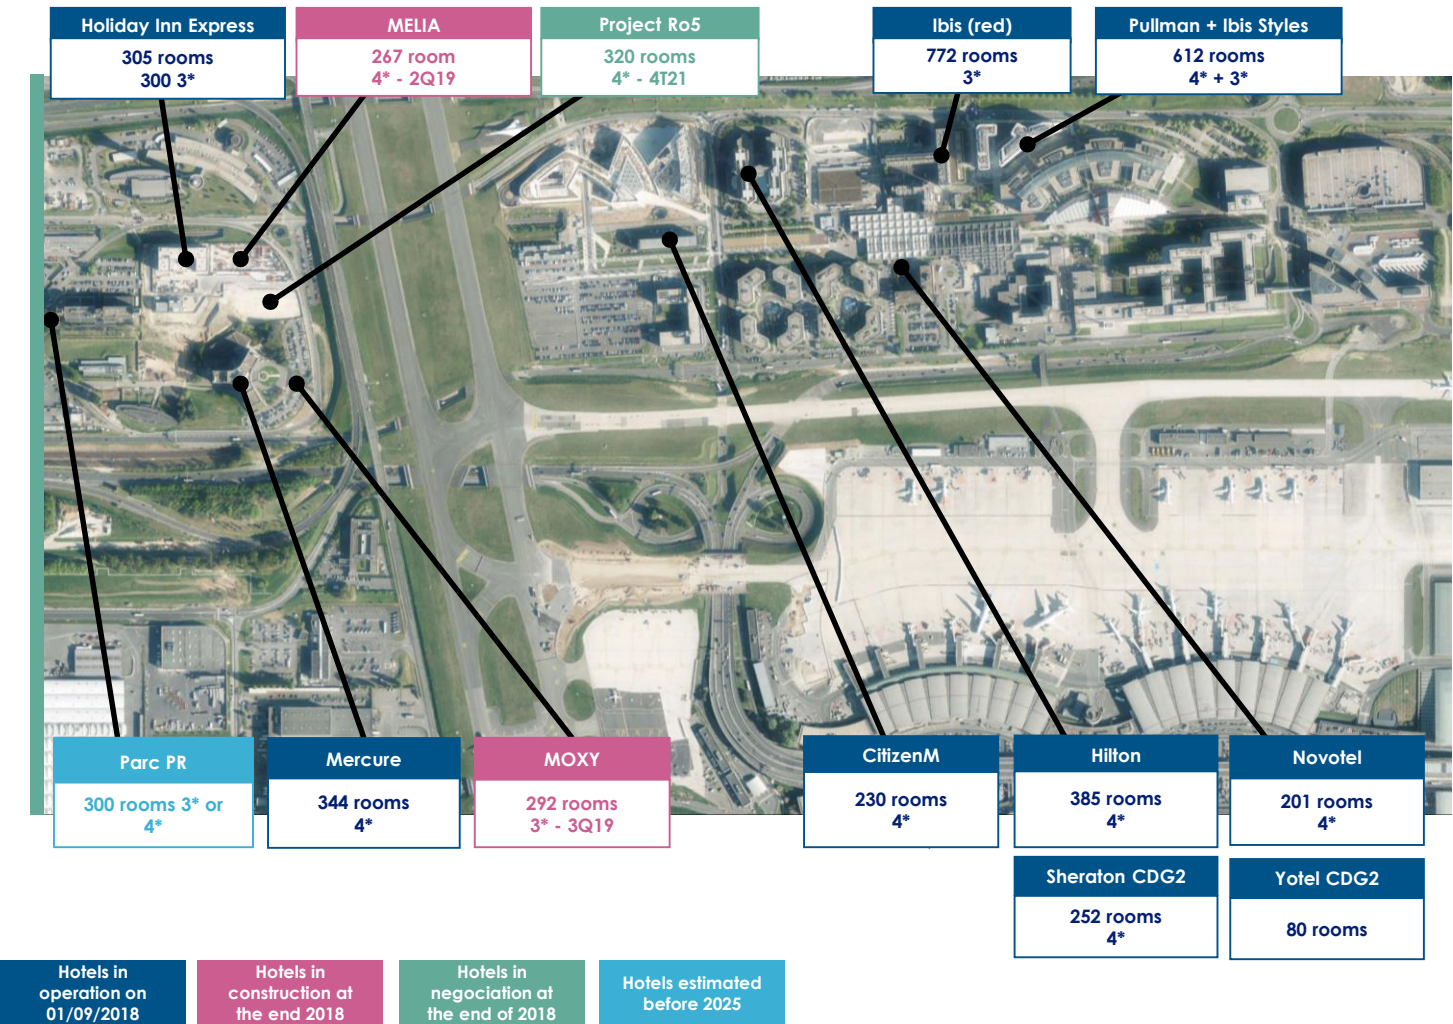 Holiday Inn Express
305 rooms
300 3*
MELIA
267 room
4* - 2Q19
Project Ro5
320 rooms
4* - 4T21
Ibis (red)
772 rooms
3*
Pullman + Ibis Styles
612 rooms
4* + 3*
Parc PR
300 rooms 3* or
4*
Mercure
344 rooms
4*
MOXY
292 rooms
3* - 3Q19
CitizenM
230 rooms
4*
Hilton
385 rooms
4*
Novotel
201 rooms
4*
Sheraton CDG2
252 rooms
4*
Yotel CDG2
80 rooms
Hotels in
operation on
01/09/2018
Hotels in
construction at
the end 2018
Hotels in
negociation at
the end of 2018
Hotels estimated
before 2025